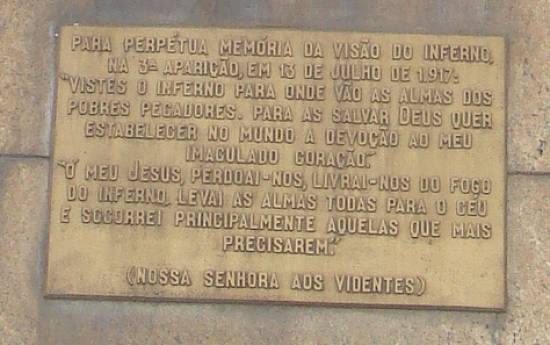 PARA PERPÉTUA MEMÓRIA DA VISÃO DO INFERNO,
NA 3ª APARIÇÃO, EM 13 DE JULHO DE 1.917:
"VISTES O INFERNO PARA ONDE VÃO AS ALMAS DOS
POBRES PECADORES. PARA AS SALVAR DEUS QUER
ESTABELECER NO MUNDO A DEVOÇÃO AO MEU
IMACULADO CORAÇÃO."
"Ó MEU JESUS, PERDOAI-NOS, LIVRAI-NOS DO FOGO
DO INFERNO, LEVAI AS ALMAS TODAS PARA O CÉU
E SOCORREI PRINCIPALMENTE AQUELAS QUE MAIS
PRECISAREM."
(NOSSA SENHORA AOS VIDENTES)